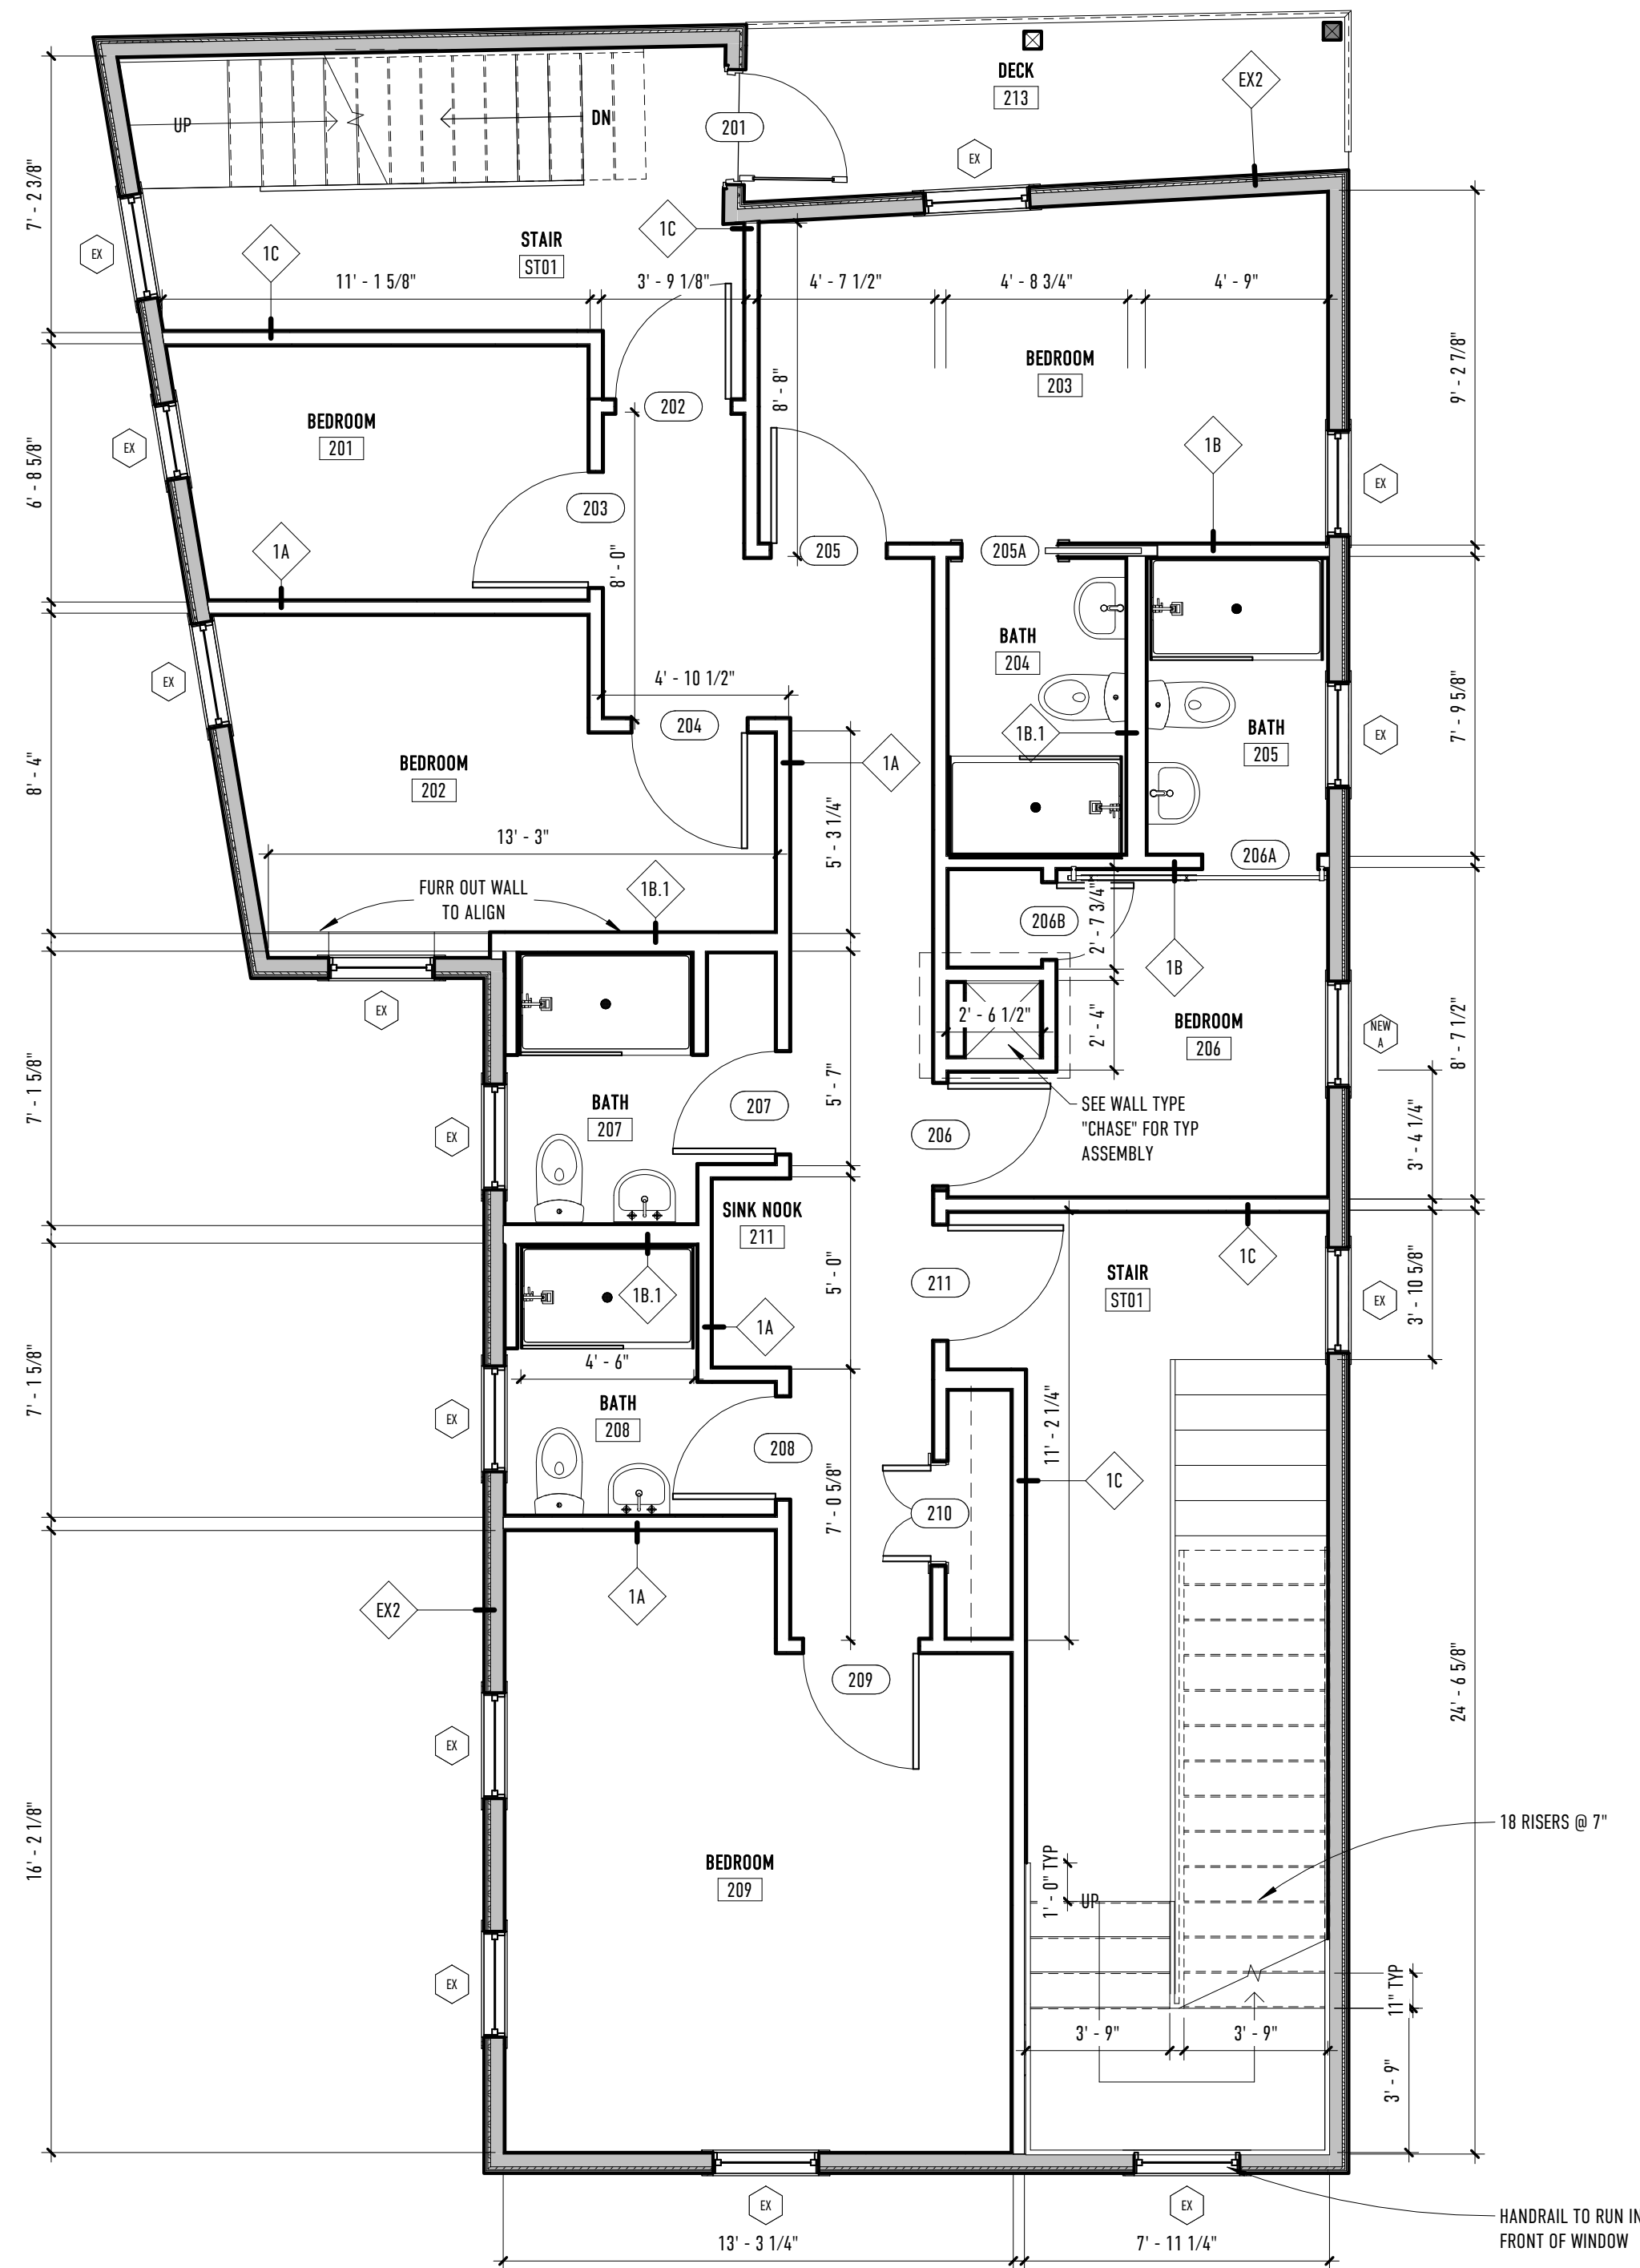 DECK
213
EX2
UP
DN
201
EX
7' - 2 3/8"
1C
1C
STAIR
ST01
EX
11' - 1 5/8"
3' - 9 1/8"
4' - 7 1/2"
4' - 8 3/4"
4' - 9"
BEDROOM
203
9' - 2 7/8"
8' - 8"
202
BEDROOM
201
EX
1B
EX
6' - 8 5/8"
203
1A
8' - 0"
205
205A
BATH
204
EX
4' - 10 1/2"
204
1B.1
BATH
205
EX
7' - 9 5/8"
BEDROOM
202
1A
8' - 4"
13' - 3"
5' - 3 1/4"
206A
FURR OUT WALL
TO ALIGN
1B.1
206B
2' - 7 3/4"
1B
EX
2' - 6 1/2"
2' - 4"
BEDROOM
206
NEW
A
8' - 7 1/2"
7' - 1 5/8"
BATH
207
207
5' - 7"
206
SEE WALL TYPE
"CHASE" FOR TYP
ASSEMBLY
3' - 4 1/4"
EX
SINK NOOK
211
1C
5' - 0"
211
STAIR
ST01
EX
3' - 10 5/8"
1B.1
1A
7' - 1 5/8"
4' - 6"
BATH
208
EX
208
11' - 2 1/4"
1C
7' - 0 5/8"
210
1A
EX2
209
24' - 6 5/8"
EX
16' - 2 1/8"
18 RISERS @ 7"
BEDROOM
209
1' - 0" TYP
UP
EX
11" TYP
3' - 9"
3' - 9"
3' - 9"
EX
EX
HANDRAIL TO RUN IN
FRONT OF WINDOW
13' - 3 1/4"
7' - 11 1/4"